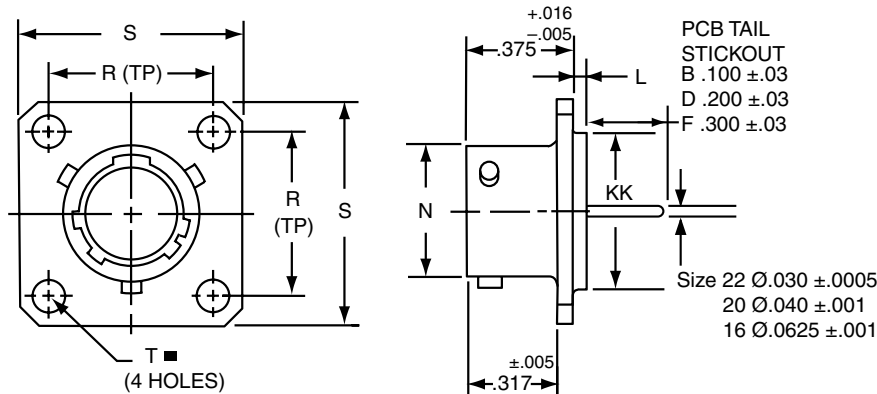 S
R (TP)
R
(TP)
S
T ■
(4 HOLES)
+.016
-.005
.375
L
PCB TAIL
STICKOUT
B .100 ±.03
D .200 ±.03
F .300 ±.03
N
KK
Size 22 Ø.030 ±.0005
20 Ø.040 ±.001
16 Ø.0625 ±.001
±.005
.317